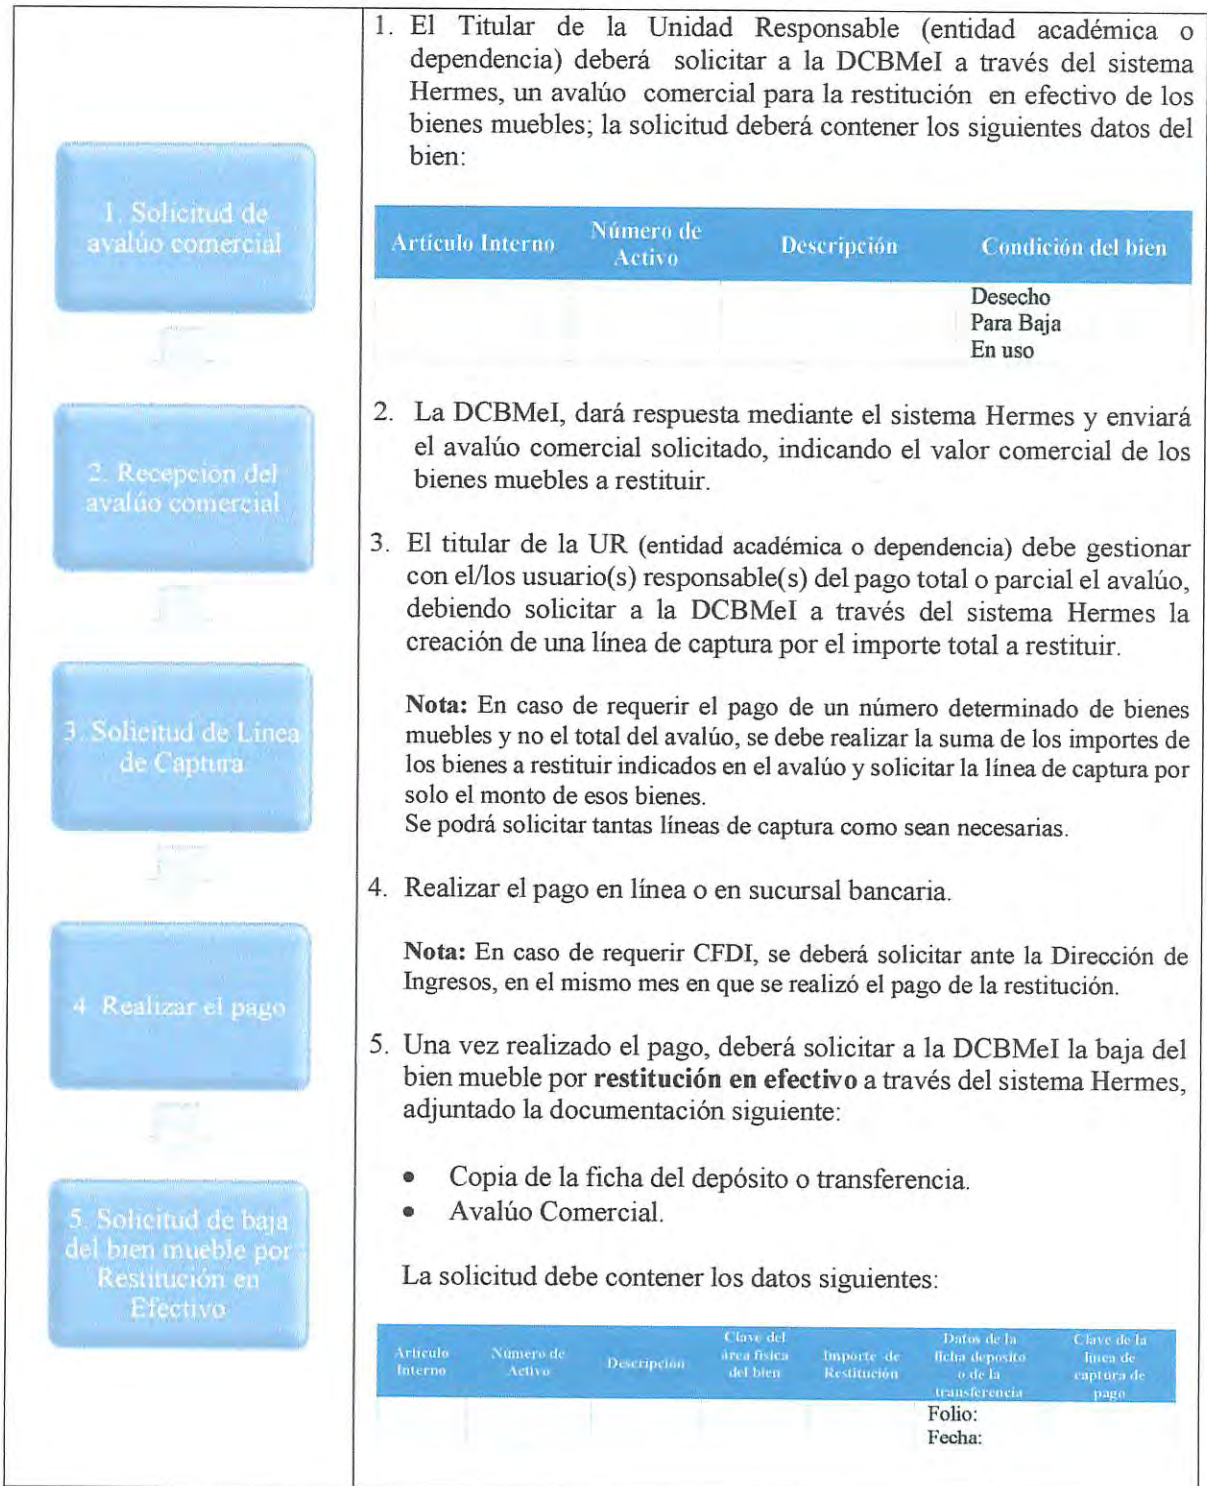 1. Solicitud de
avalúo comercial
2. Recepción del
avalúo comercial
3. Solicitud de Línea
de Captura
4. Realizar el pago
5. Solicitud de baja
del bien mueble por
Restitución en
Efectivo
1. El Titular de la Unidad Responsable (entidad académica o
dependencia) deberá solicitar a la DCBMeI a través del sistema
Hermes, un avalúo comercial para la restitución en efectivo de los
bienes muebles; la solicitud deberá contener los siguientes datos del
bien:
Artículo Interno Número de Activo Descripción Condición del bien
Desecho
Para Baja
En uso
2. La DCBMeI, dará respuesta mediante el sistema Hermes y enviará
el avalúo comercial solicitado, indicando el valor comercial de los
bienes muebles a restituir.
3. El titular de la UR (entidad académica o dependencia) debe gestionar
con el/los usuario(s) responsable(s) del pago total o parcial el avalúo,
debiendo solicitar a la DCBMeI a través del sistema Hermes la
creación de una línea de captura por el importe total a restituir.
Nota: En caso de requerir el pago de un número determinado de bienes
muebles y no el total del avalúo, se debe realizar la suma de los importes de
los bienes a restituir indicados en el avalúo y solicitar la línea de captura por
solo el monto de esos bienes.
Se podrá solicitar tantas líneas de captura como sean necesarias.
4. Realizar el pago en línea o en sucursal bancaria.
Nota: En caso de requerir CFDI, se deberá solicitar ante la Dirección de
Ingresos, en el mismo mes en que se realizó el pago de la restitución.
5. Una vez realizado el pago, deberá solicitar a la DCBMeI la baja del
bien mueble por restitución en efectivo a través del sistema Hermes,
adjuntado la documentación siguiente:
• Copia de la ficha del depósito o transferencia.
• Avalúo Comercial.
La solicitud debe contener los datos siguientes:
Artículo Interno Número de Activo Descripción Clave del área física del bien Importe de Restitución Datos de la ficha deposito o de la transferencia Clave de la línea de captura de pago
Folio:
Fecha: